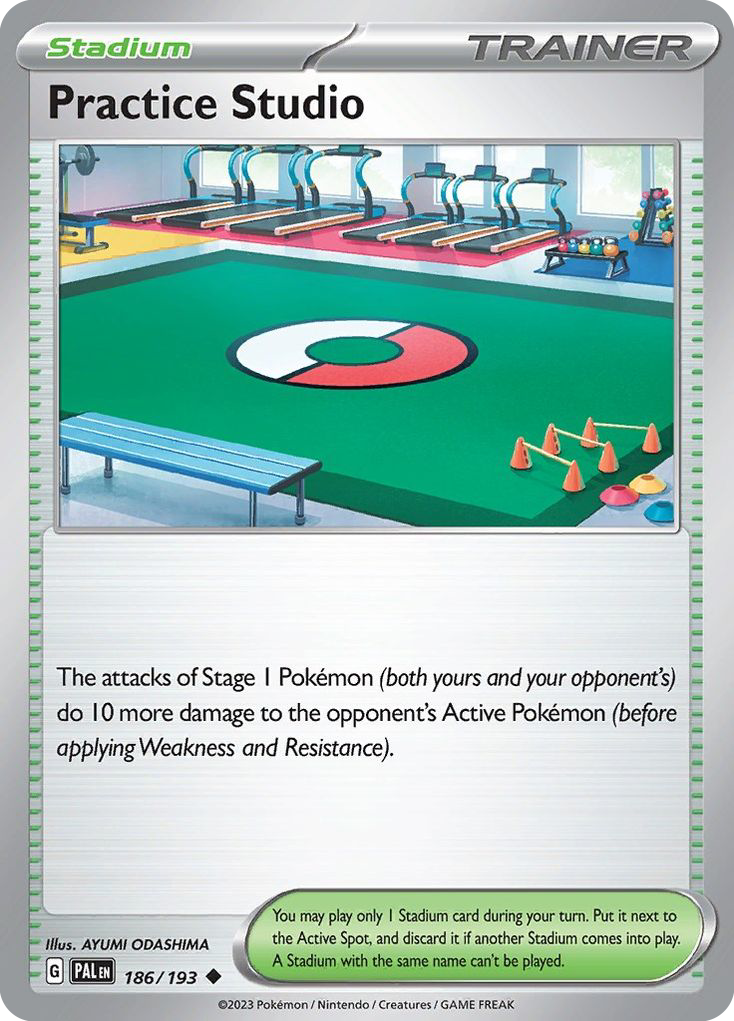 Stadium
TRAINER
Practice Studio
The attacks of Stage 1 Pokémon (both yours and your opponent's)
do 10 more damage to the opponent's Active Pokémon (before
applying Weakness and Resistance).
You may play only 1 Stadium card during your turn. Put it next to
the Active Spot, and discard it if another Stadium comes into play.
A Stadium with the same name can't be played.
Illus. AYUMI ODASHIMA
G PAL EN 186/193 ◆
©2023 Pokémon / Nintendo / Creatures / GAME FREAK